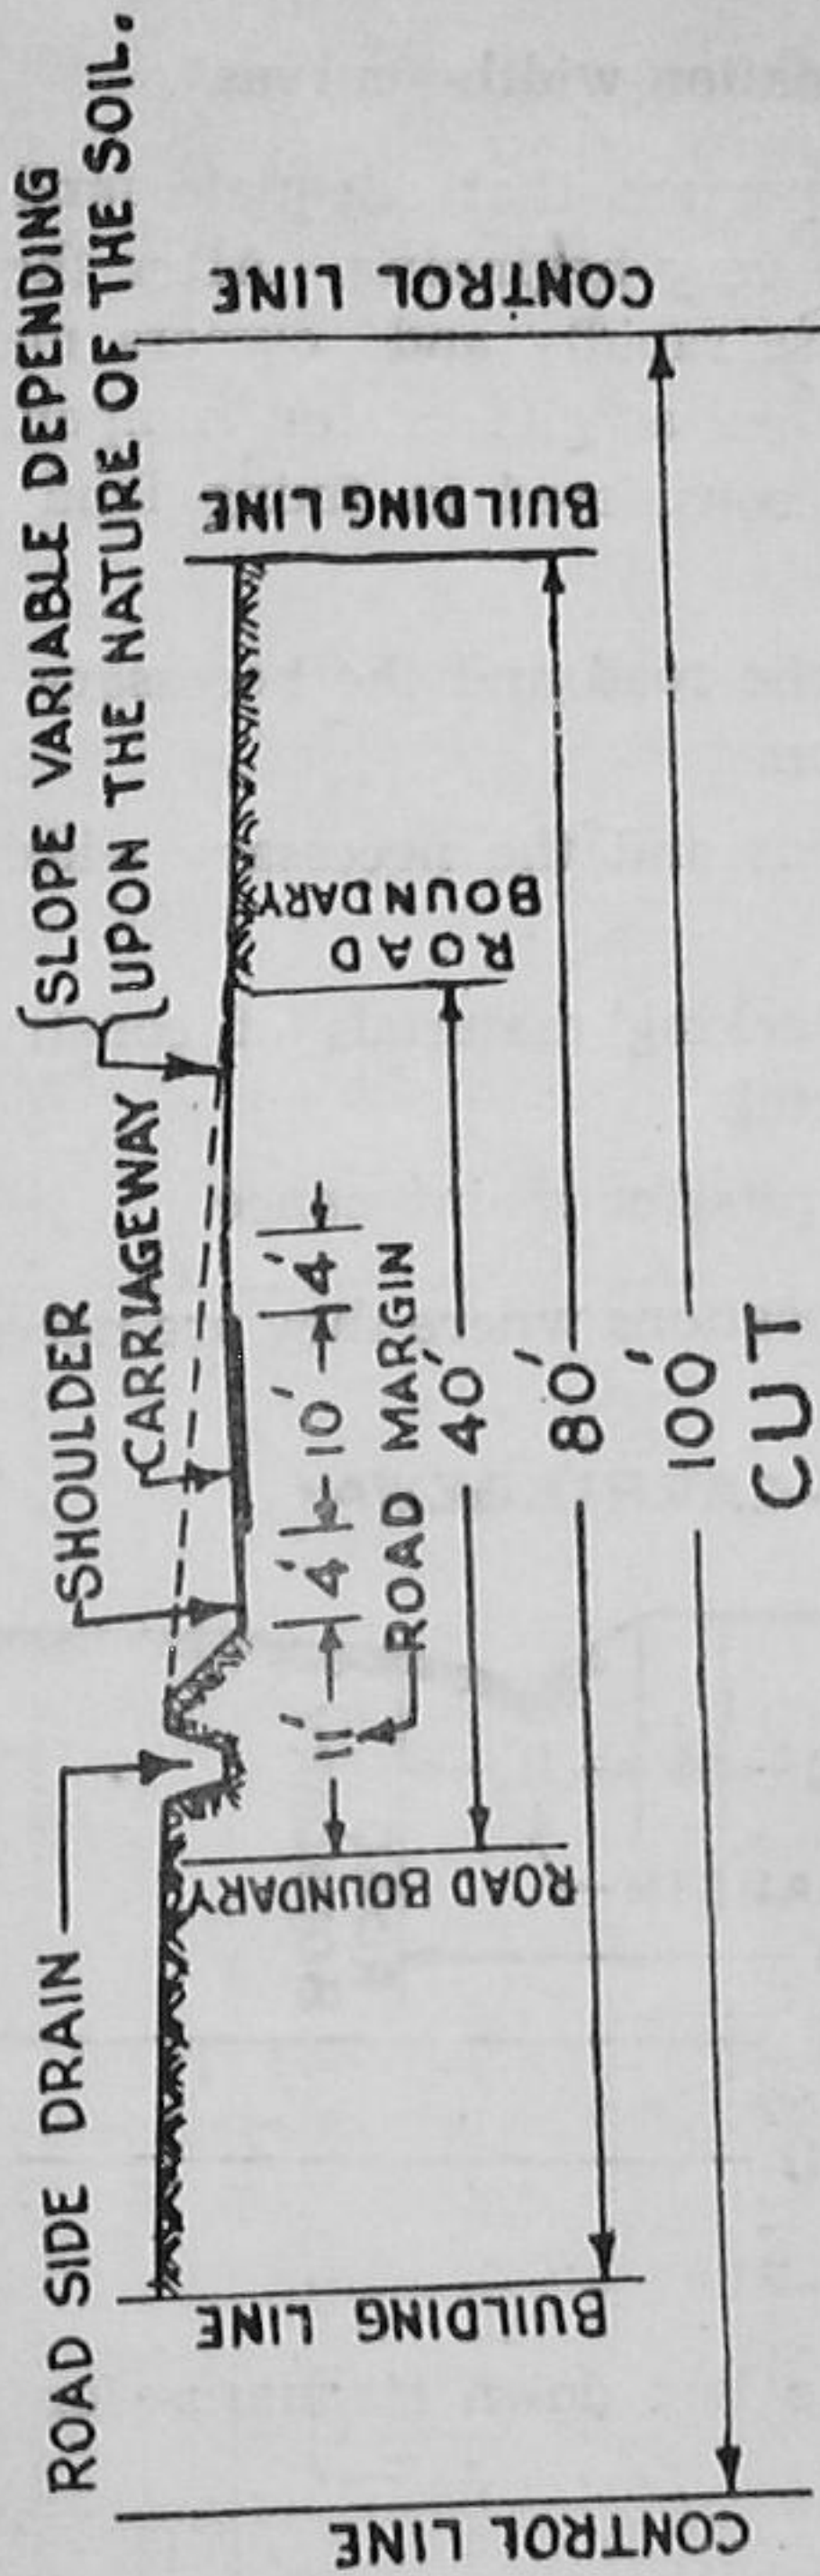 SLOPE VARIABLE DEPENDING
UPON THE NATURE OF THE SOIL.
SHOULDER
CARRIAGEWAY
ROAD SIDE DRAIN
CONTROL LINE
BUILDING LINE
ROAD BOUNDARY
11'
4'
10'
4'
ROAD MARGIN
ROAD
BOUNDARY
BUILDING LINE
CONTROL LINE
40'
80'
100'
CUT